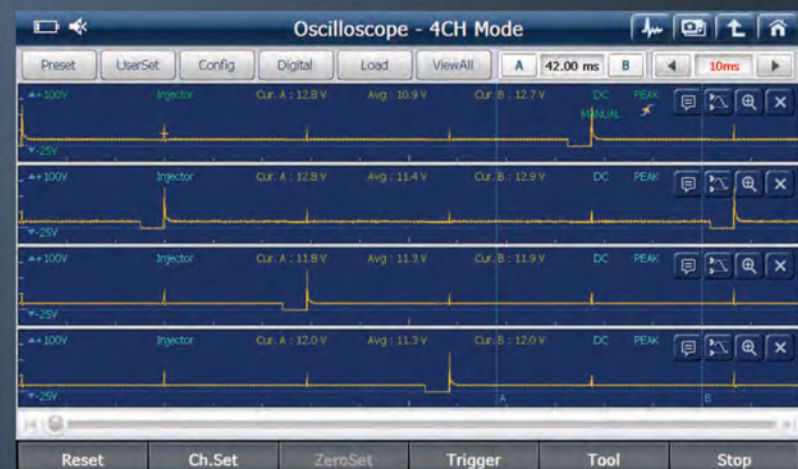 Oscilloscope - 4CH Mode
Preset UserSet Config Digital Load ViewAll A 42.00 ms B 10ms
+100V Injector Cur. A : 12.8 V Avg : 10.9 V Cur. B : 12.7 V DC PEAK
MANUAL
-25V
+100V Injector Cur. A : 12.9 V Avg : 11.4 V Cur. B : 12.9 V DC PEAK
-25V
+100V Injector Cur. A : 11.8 V Avg : 11.3 V Cur. B : 11.9 V DC PEAK
-25V
+100V Injector Cur. A : 12.0 V Avg : 11.3 V Cur. B : 12.0 V DC PEAK
-25V A B
Reset Ch.Set ZeroSet Trigger Tool Stop